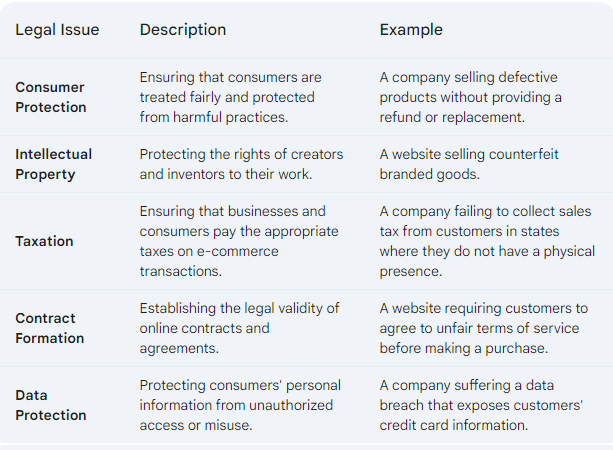 Legal Issue Description Example
Consumer Protection
Ensuring that consumers are
treated fairly and protected
from harmful practices.
A company selling defective
products without providing a
refund or replacement.
Intellectual
Property
Protecting the rights of creators
and inventors to their work.
A website selling counterfeit
branded goods.
Taxation
Ensuring that businesses and
consumers pay the appropriate
taxes on e-commerce
transactions.
A company failing to collect sales
tax from customers in states
where they do not have a physical
presence.
Contract
Formation
Establishing the legal validity of
online contracts and
agreements.
A website requiring customers to
agree to unfair terms of service
before making a purchase.
Data
Protection
Protecting consumers' personal
information from unauthorized
access or misuse.
A company suffering a data
breach that exposes customers'
credit card information.